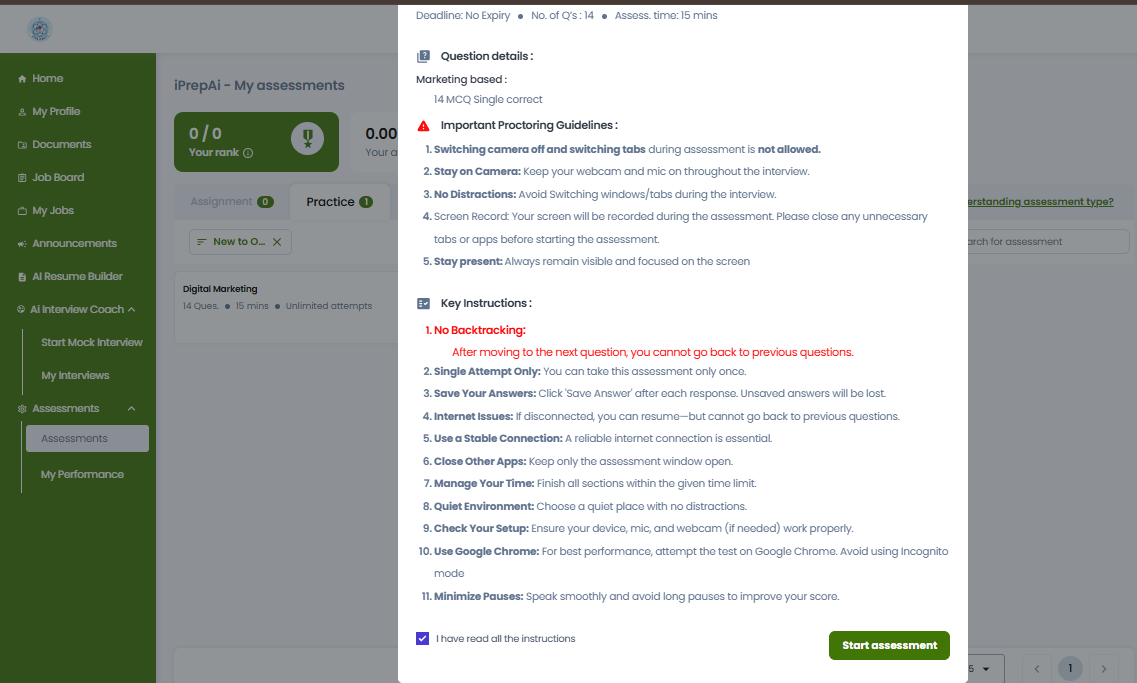 Home
My Profile
Documents
Job Board
My Jobs
Announcements
AI Resume Builder
Ai Interview Coach
Start Mock Interview
My Interviews
Assessments
Assessments
My Performance
iPrepAi - My assessments
0 / 0
Your rank
0.00
Your a
Assignment 0
Practice 1
erstanding assessment type?
New to O...
arch for assessment
Digital Marketing
14 Ques. • 15 mins • Unlimited attempts
5
1
Deadline: No Expiry • No. of Q's : 14 • Assess. time: 15 mins
Question details :
Marketing based :
14 MCQ Single correct
Important Proctoring Guidelines :
1. Switching camera off and switching tabs during assessment is not allowed.
2. Stay on Camera: Keep your webcam and mic on throughout the interview.
3. No Distractions: Avoid Switching windows/tabs during the interview.
4. Screen Record: Your screen will be recorded during the assessment. Please close any unnecessary
tabs or apps before starting the assessment.
5. Stay present: Always remain visible and focused on the screen
Key Instructions :
1. No Backtracking:
After moving to the next question, you cannot go back to previous questions.
2. Single Attempt Only: You can take this assessment only once.
3. Save Your Answers: Click 'Save Answer' after each response. Unsaved answers will be lost.
4. Internet Issues: If disconnected, you can resume—but cannot go back to previous questions.
5. Use a Stable Connection: A reliable internet connection is essential.
6. Close Other Apps: Keep only the assessment window open.
7. Manage Your Time: Finish all sections within the given time limit.
8. Quiet Environment: Choose a quiet place with no distractions.
9. Check Your Setup: Ensure your device, mic, and webcam (if needed) work properly.
10. Use Google Chrome: For best performance, attempt the test on Google Chrome. Avoid using Incognito
mode
11. Minimize Pauses: Speak smoothly and avoid long pauses to improve your score.
I have read all the instructions
Start assessment